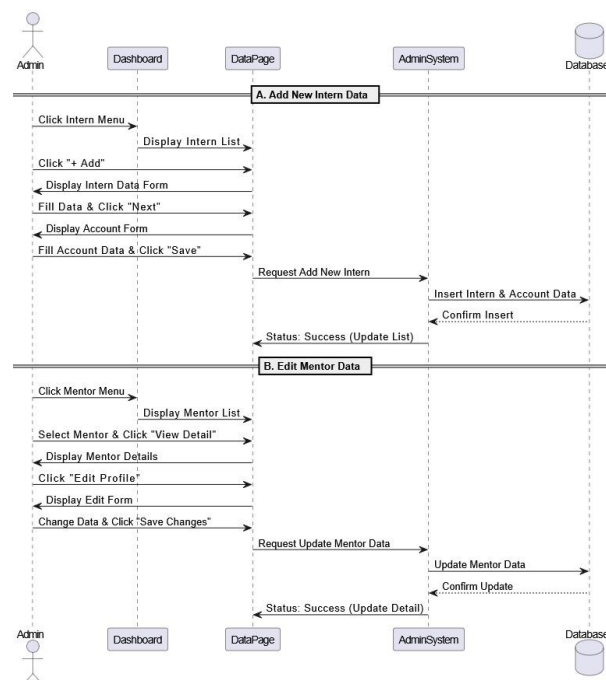 Admin
Dashboard
DataPage
AdminSystem
Database
A. Add New Intern Data
Click Intern Menu
Display Intern List
Click "+ Add"
Display Intern Data Form
Fill Data & Click "Next"
Display Account Form
Fill Account Data & Click "Save"
Request Add New Intern
Insert Intern & Account Data
Confirm Insert
Status: Success (Update List)
B. Edit Mentor Data
Click Mentor Menu
Display Mentor List
Select Mentor & Click "View Detail"
Display Mentor Details
Click "Edit Profile"
Display Edit Form
Change Data & Click "Save Changes"
Request Update Mentor Data
Update Mentor Data
Confirm Update
Status: Success (Update Detail)
Admin
Dashboard
DataPage
AdminSystem
Database